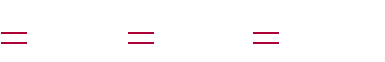 = = =